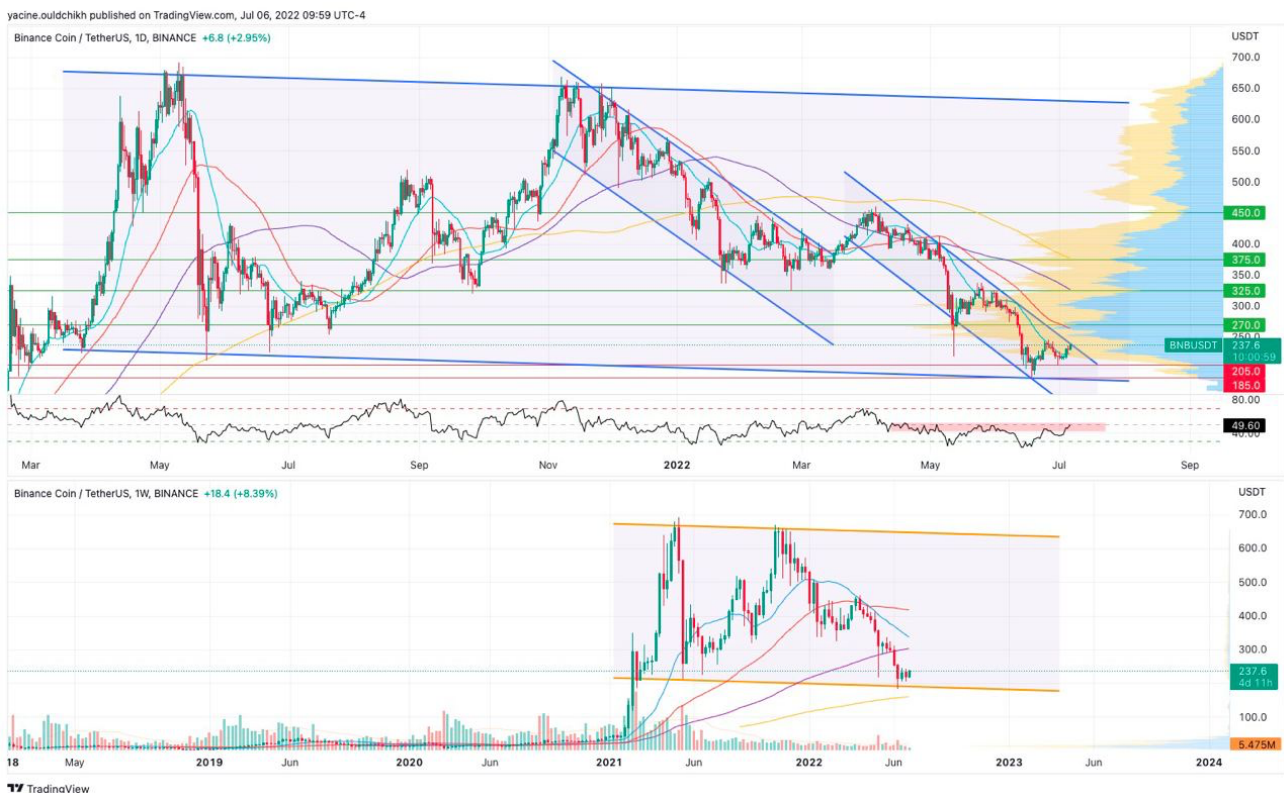 yacine.ouldchikh published on TradingView.com, Jul 06, 2022 09:59 UTC-4
Binance Coin / TetherUS, 1D, BINANCE +6.8 (+2.95%)
USDT
700.0
650.0
600.0
550.0
500.0
450.0
400.0
375.0
350.0
325.0
300.0
270.0
250.0
BNBUSDT 237.6
10:00:59
205.0
185.0
80.00
49.60
40.00
Mar May Jul Sep Nov 2022 Mar May Jul Sep
Binance Coin / TetherUS, 1W, BINANCE +18.4 (+8.39%)
USDT
700.0
600.0
500.0
400.0
300.0
237.6
4d 11h
100.0
5.475M
18 May 2019 Jun 2020 Jun 2021 Jun 2022 Jun 2023 Jun 2024
TradingView